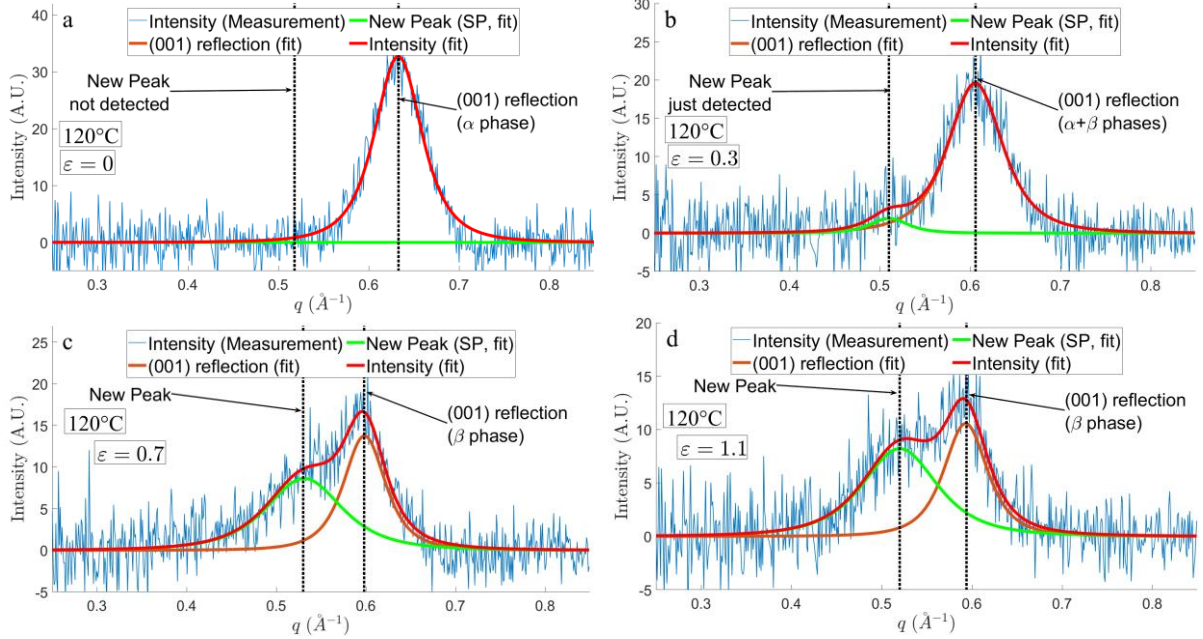 a
Intensity (Measurement) New Peak (SP, fit)
(001) reflection (fit) Intensity (fit)
New Peak
not detected
(001) reflection
(α phase)
120°C
ε = 0
Intensity (A.U.)
40
30
20
10
0
0.3 0.4 0.5 0.6 0.7 0.8
q (Å⁻¹)
b
Intensity (Measurement) New Peak (SP, fit)
(001) reflection (fit) Intensity (fit)
New Peak
just detected
(001) reflection
(α+β phases)
120°C
ε = 0.3
Intensity (A.U.)
30
25
20
15
10
5
0
-5
0.3 0.4 0.5 0.6 0.7 0.8
q (Å⁻¹)
c
Intensity (Measurement) New Peak (SP, fit)
(001) reflection (fit) Intensity (fit)
New Peak
(001) reflection
(β phase)
120°C
ε = 0.7
Intensity (A.U.)
25
20
15
10
5
0
-5
0.3 0.4 0.5 0.6 0.7 0.8
q (Å⁻¹)
d
Intensity (Measurement) New Peak (SP, fit)
(001) reflection (fit) Intensity (fit)
New Peak
(001) reflection
(β phase)
120°C
ε = 1.1
Intensity (A.U.)
20
15
10
5
0
-5
0.3 0.4 0.5 0.6 0.7 0.8
q (Å⁻¹)